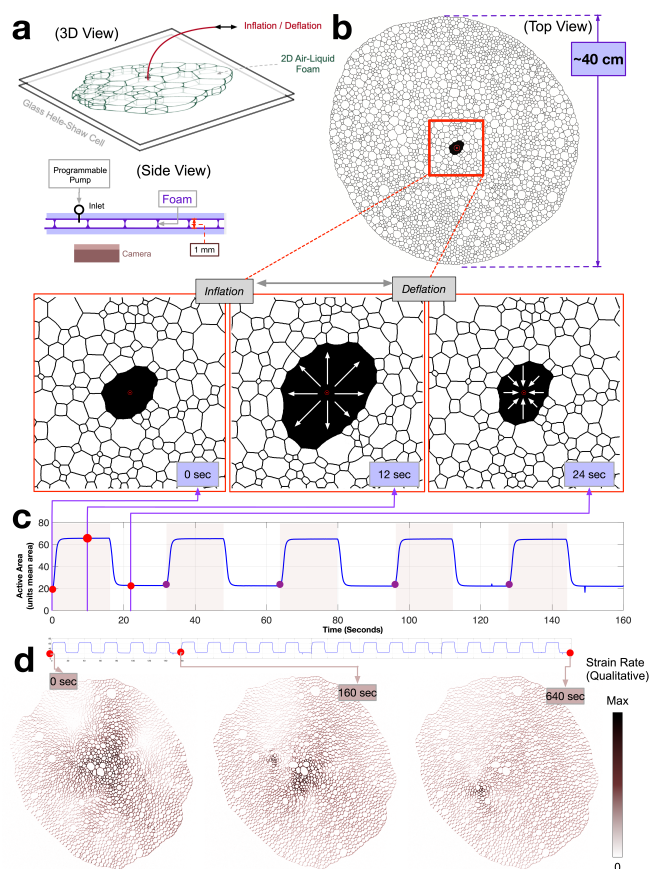 a
(3D View)
Inflation / Deflation
2D Air-Liquid
Foam
Glass Hele-Shaw Cell
(Side View)
Programmable
Pump
Inlet
Foam
1 mm
Camera
b
(Top View)
~40 cm
Inflation
Deflation
0 sec
12 sec
24 sec
c
Active Area
(units mean area)
80
60
40
20
0
0
20
40
60
80
100
120
140
160
Time (Seconds)
d
0 sec
160 sec
640 sec
Strain Rate
(Qualitative)
Max
0